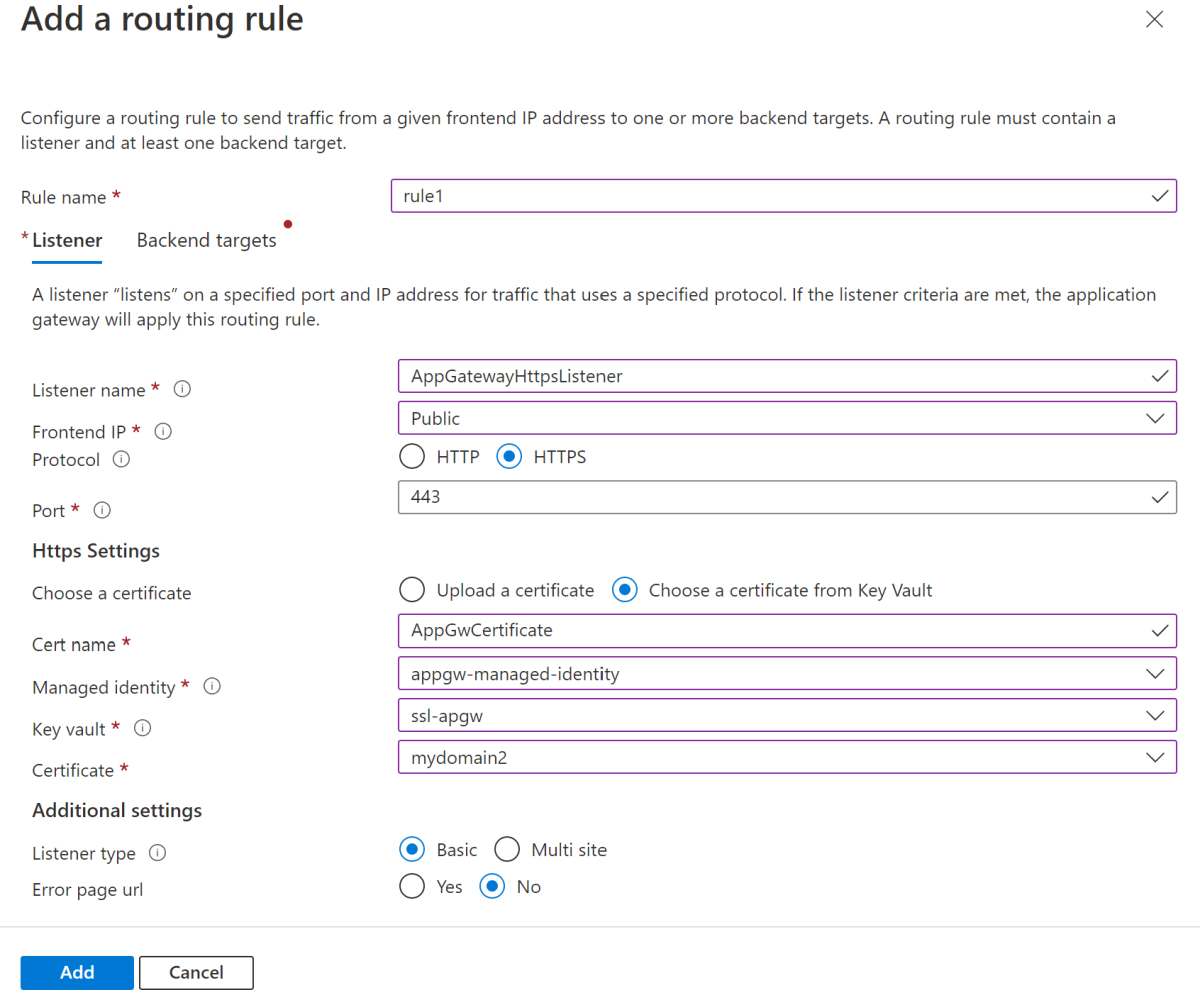 Add a routing rule
Configure a routing rule to send traffic from a given frontend IP address to one or more backend targets. A routing rule must contain a
listener and at least one backend target.
Rule name * rule1
* Listener Backend targets
A listener “listens” on a specified port and IP address for traffic that uses a specified protocol. If the listener criteria are met, the application
gateway will apply this routing rule.
Listener name * AppGatewayHttpsListener
Frontend IP * Public
Protocol HTTP HTTPS
Port * 443
Https Settings
Choose a certificate Upload a certificate Choose a certificate from Key Vault
Cert name * AppGwCertificate
Managed identity * appgw-managed-identity
Key vault * ssl-apgw
Certificate * mydomain2
Additional settings
Listener type Basic Multi site
Error page url Yes No
Add Cancel